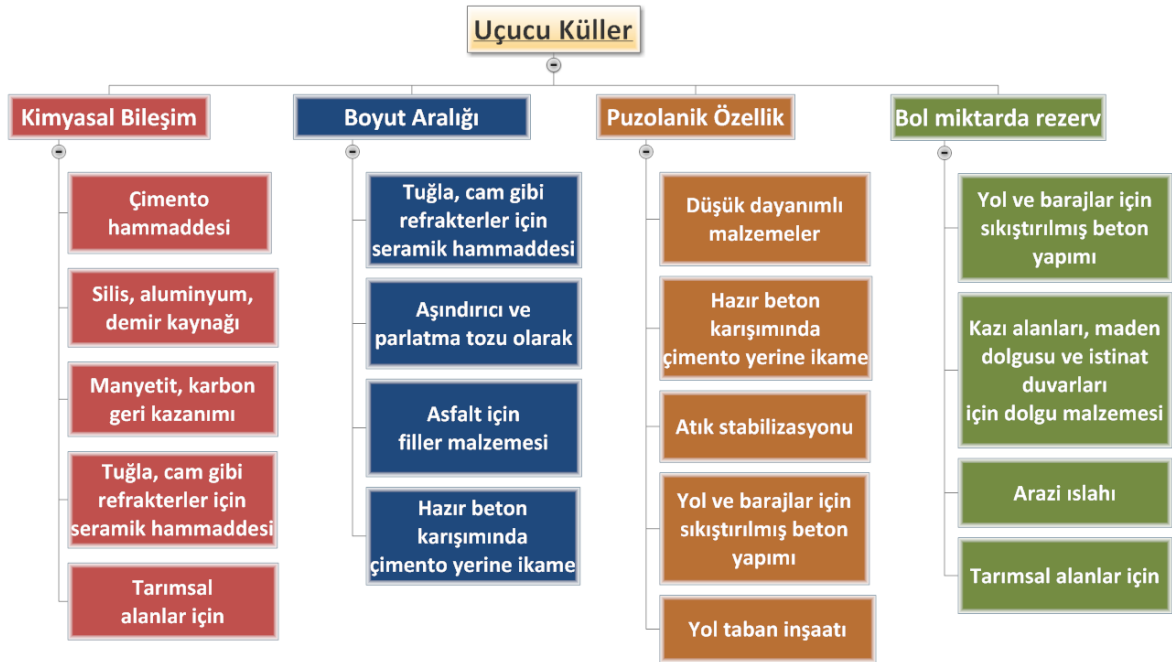 Uçucu Küller
Kimyasal Bileşim
Çimento
hammaddesi
Silis, aluminyum,
demir kaynağı
Manyetit, karbon
geri kazanımı
Tuğla, cam gibi
refrakterler için
seramik hammaddesi
Tarımsal
alanlar için
Boyut Aralığı
Tuğla, cam gibi
refrakterler için
seramik hammaddesi
Aşındırıcı ve
parlatma tozu olarak
Asfalt için
filler malzemesi
Hazır beton
karışımında
çimento yerine ikame
Puzolanik Özellik
Düşük dayanımlı
malzemeler
Hazır beton
karışımında
çimento yerine ikame
Atık stabilizasyonu
Yol ve barajlar için
sıkıştırılmış beton
yapımı
Yol taban inşaatı
Bol miktarda rezerv
Yol ve barajlar için
sıkıştırılmış beton
yapımı
Kazı alanları, maden
dolgusu ve istinat
duvarları
için dolgu malzemesi
Arazi ıslahı
Tarımsal alanlar için